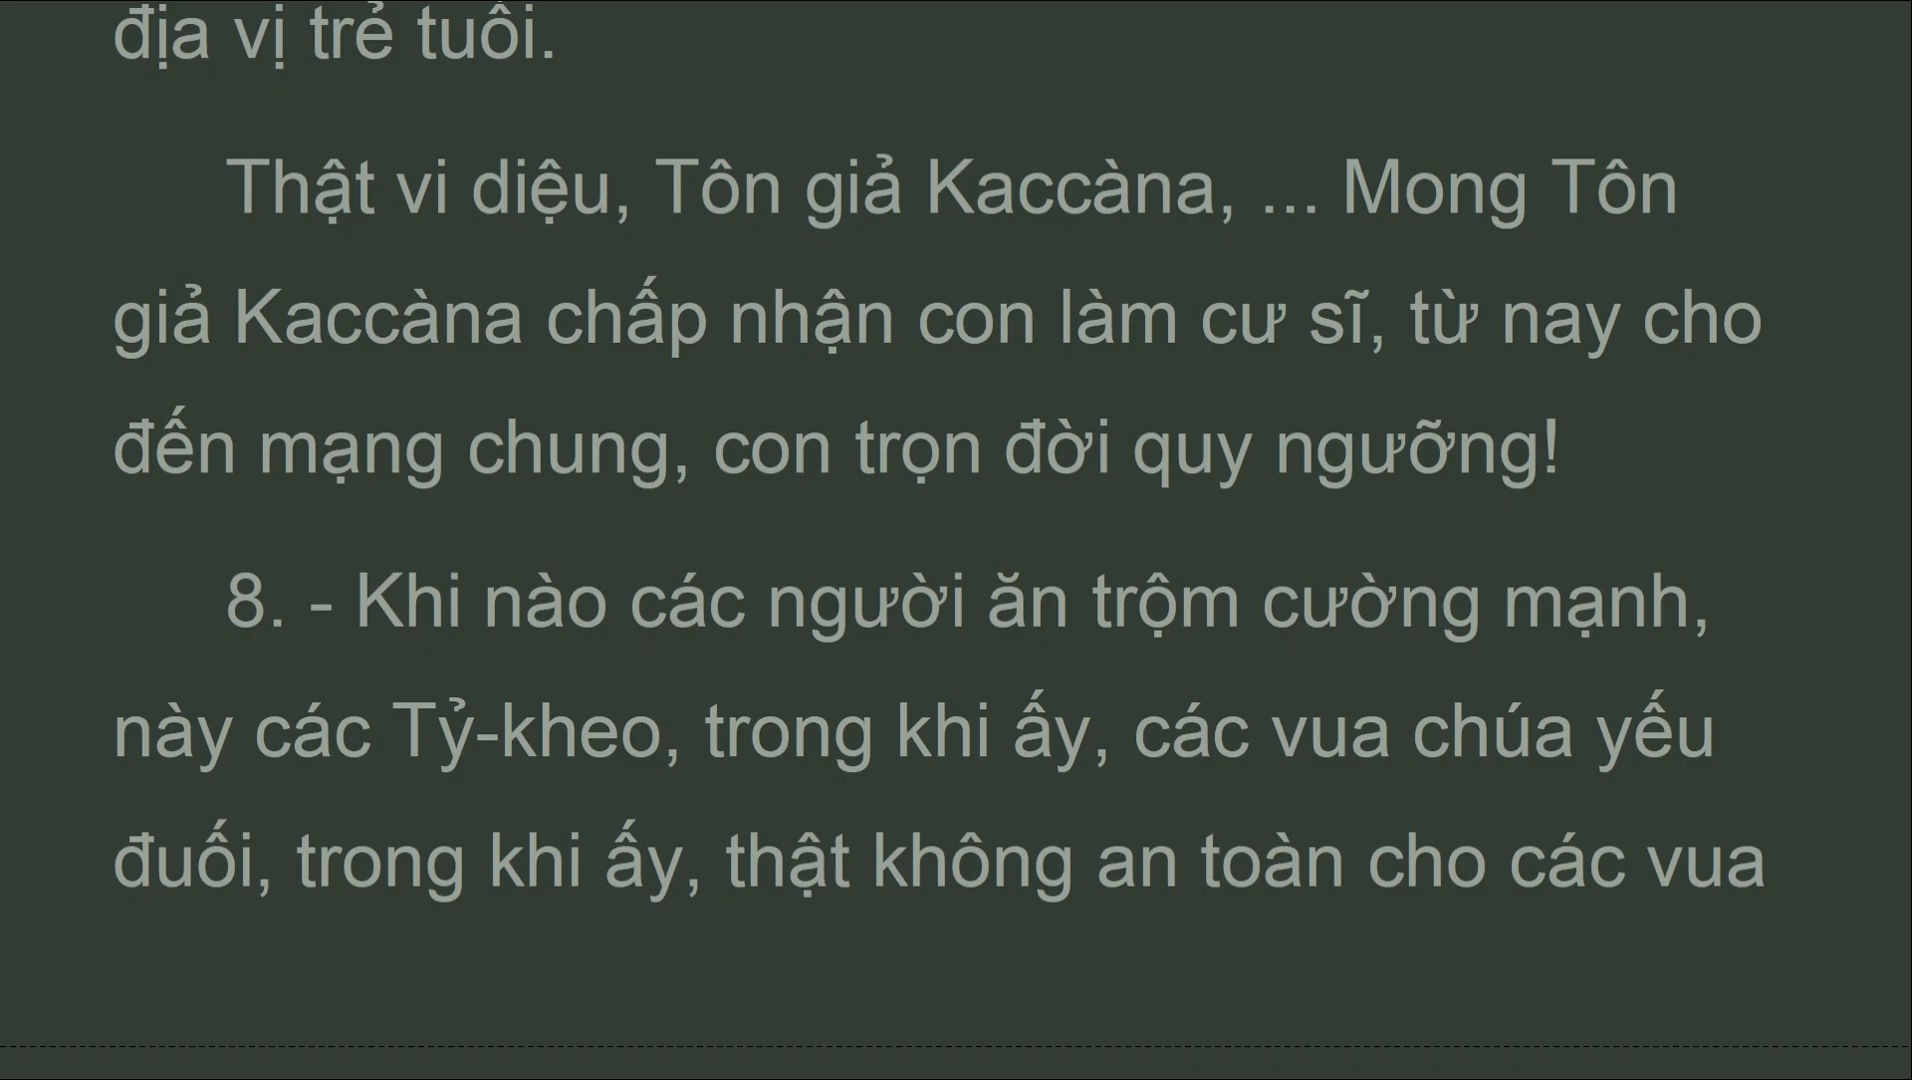 địa vị trẻ tuổi.
Thật vi diệu, Tôn giả Kaccàna, ... Mong Tôn
giả Kaccàna chấp nhận con làm cư sĩ, từ nay cho
đến mạng chung, con trọn đời quy ngưỡng!
8. - Khi nào các người ăn trộm cường mạnh,
này các Tỷ-kheo, trong khi ấy, các vua chúa yếu
đuối, trong khi ấy, thật không an toàn cho các vua